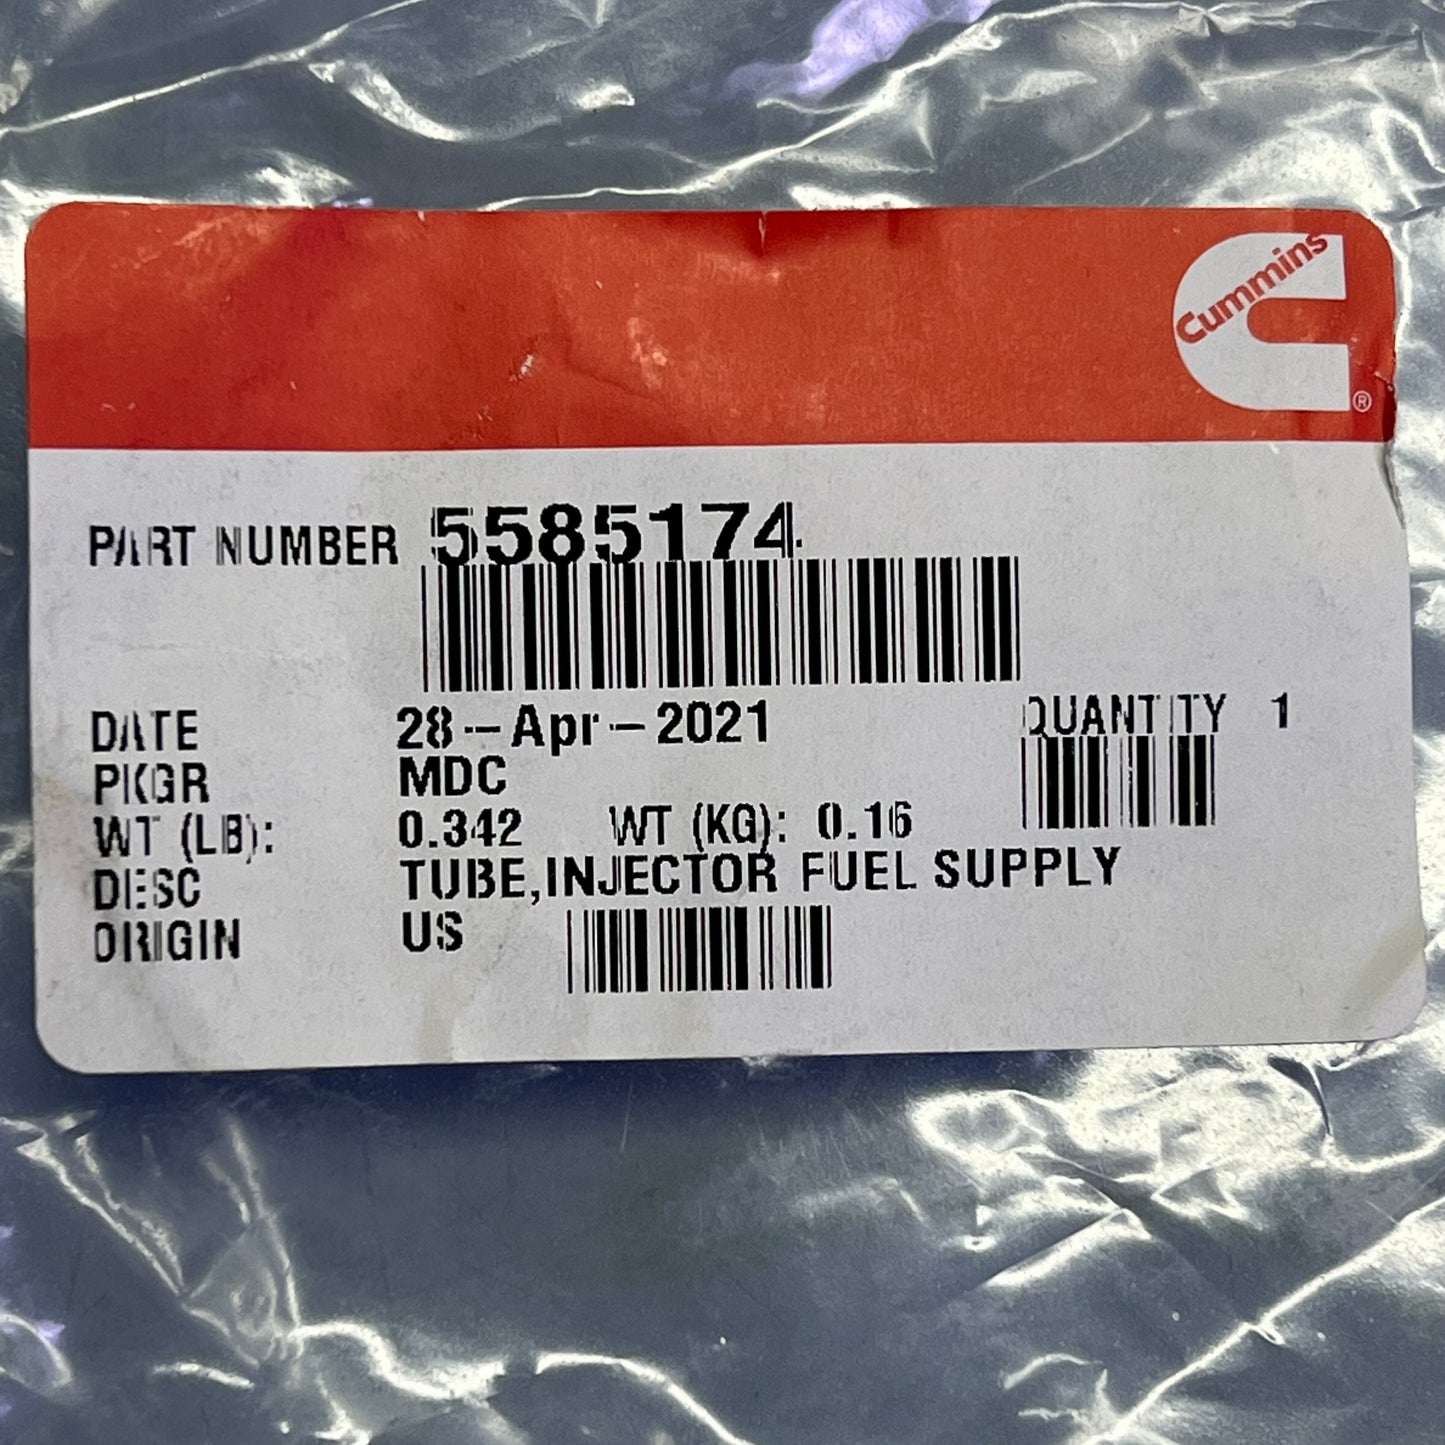 Cummins
®
PART NUMBER 5585174
DATE 28-Apr-2021 QUANTITY 1
PKGR MDC
WT (LB): 0.342 WT (KG): 0.16
DESC TUBE,INJECTOR FUEL SUPPLY
ORIGIN US